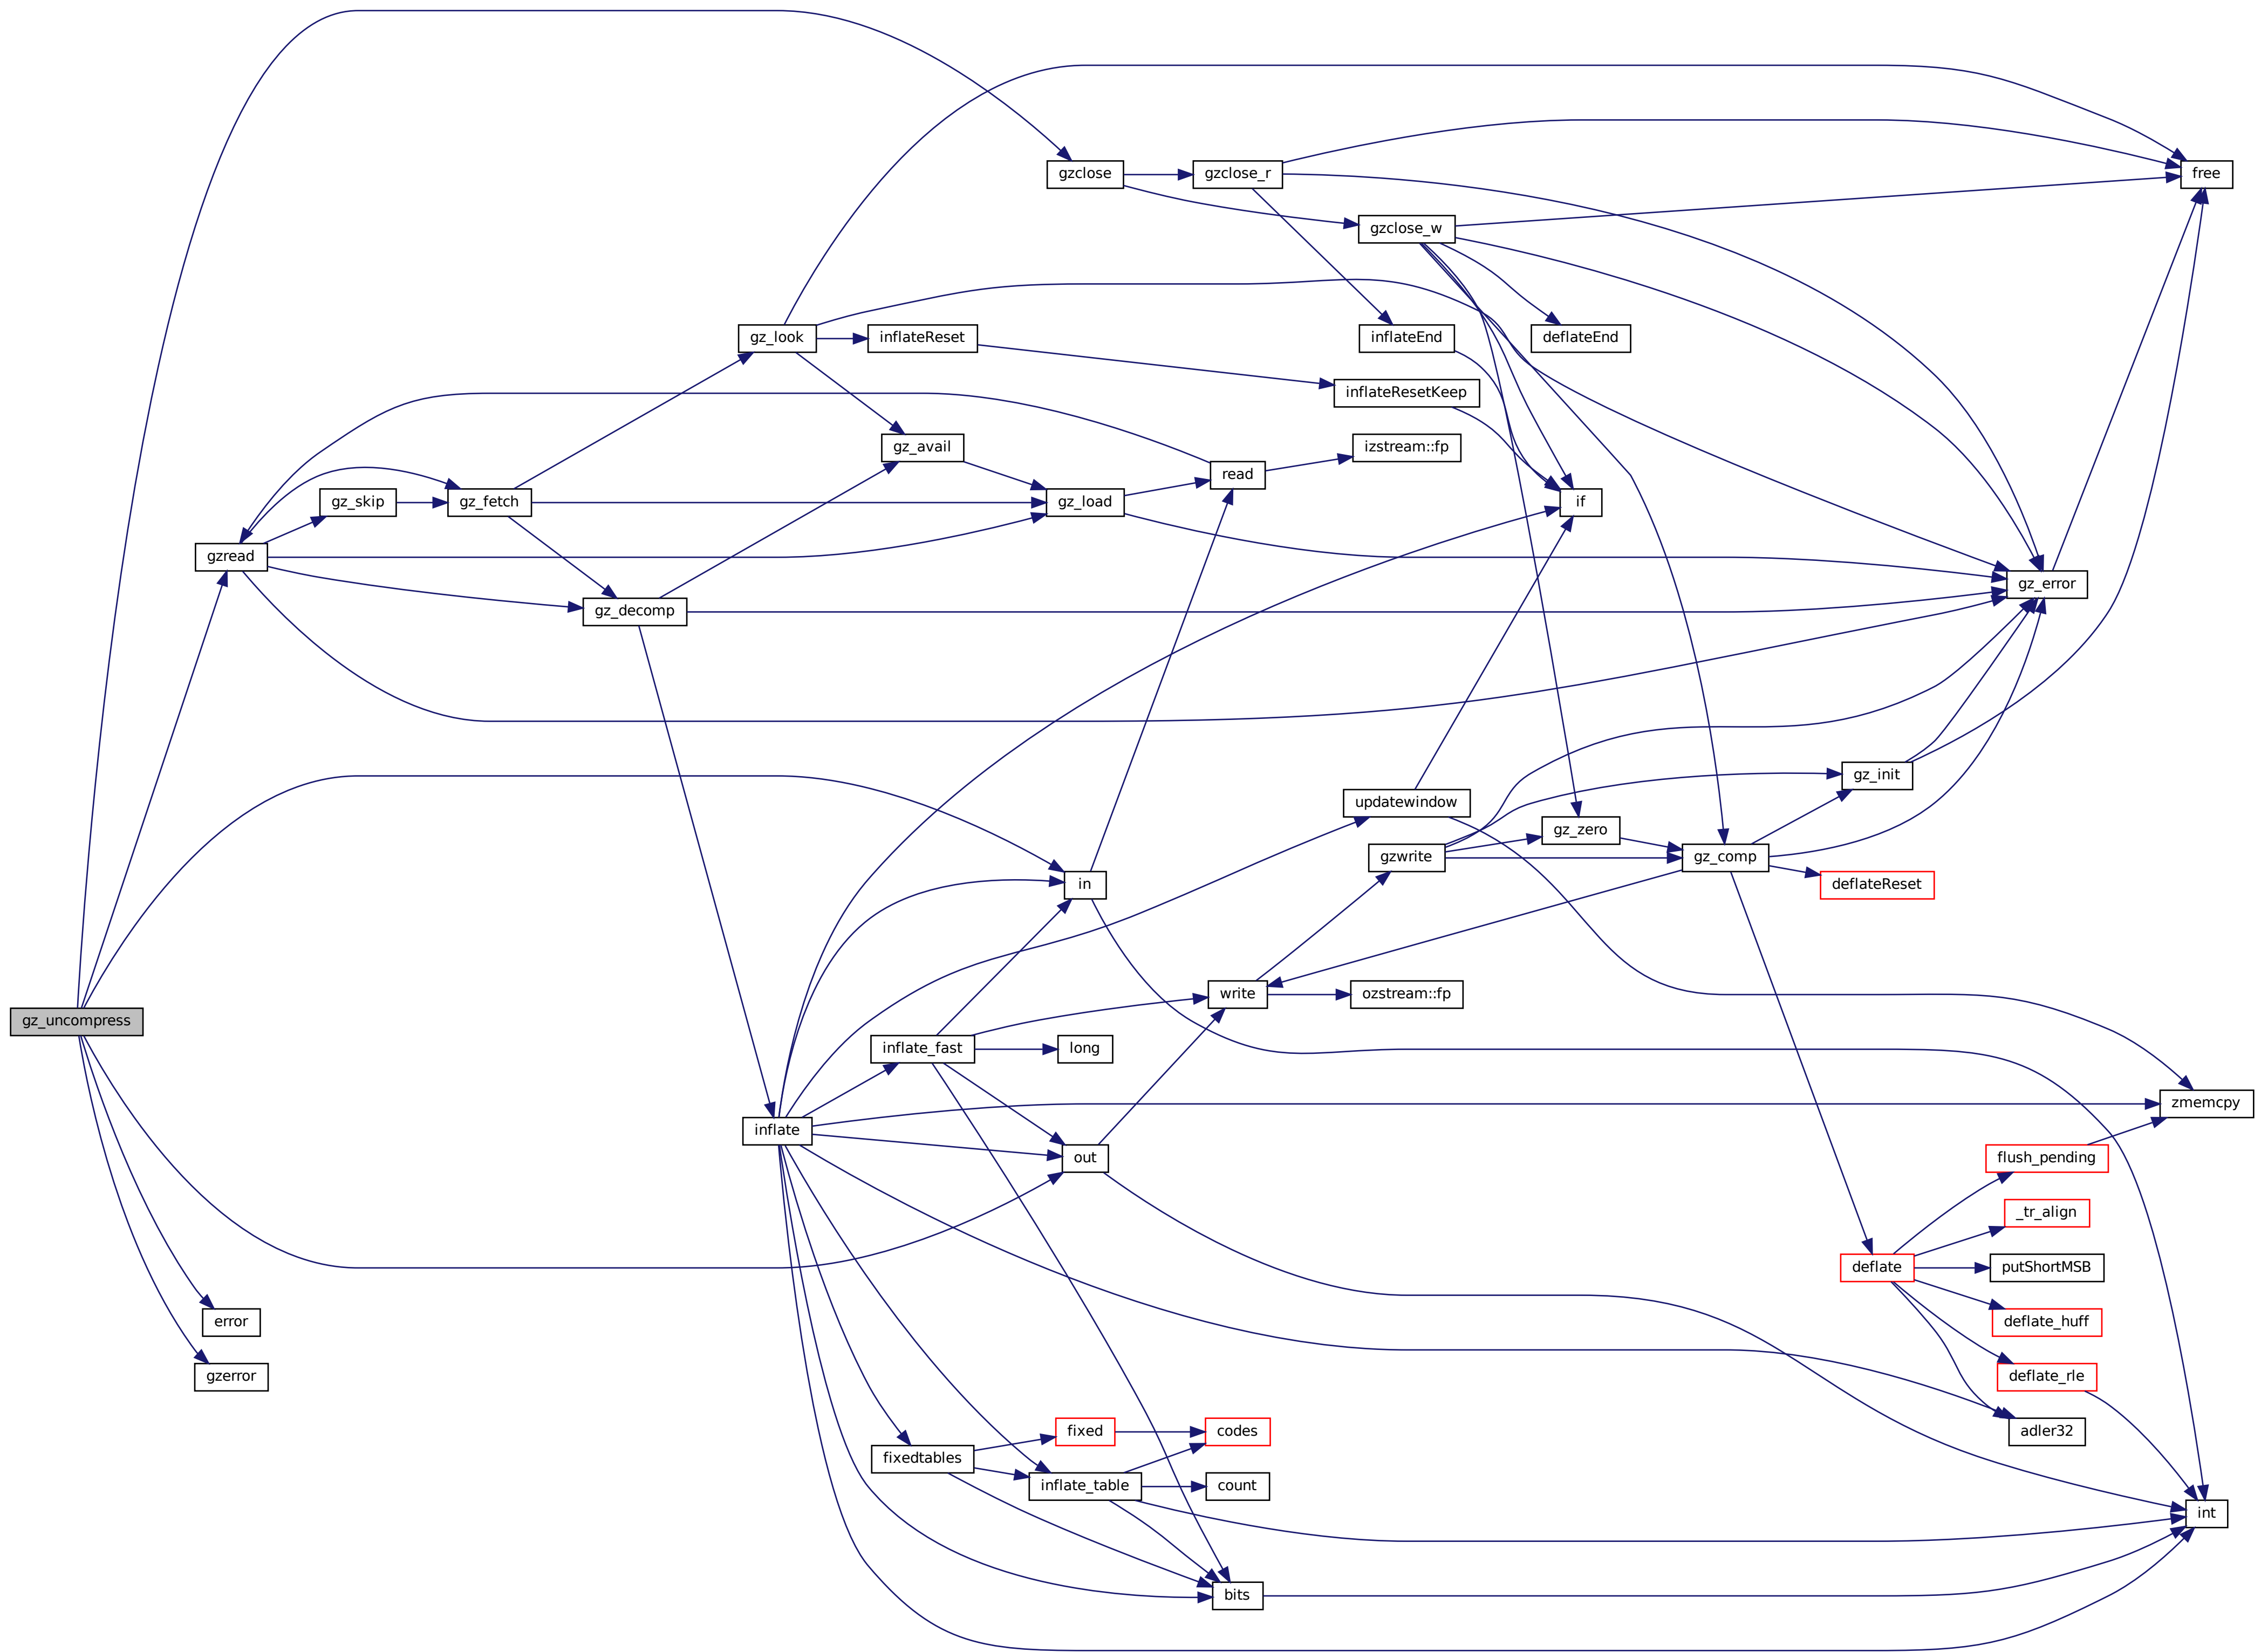 gz_uncompress
gzread
error
gzerror
gz_skip
gz_fetch
gz_decomp
gz_look
inflate
inflateReset
gz_avail
inflate_fast
fixedtables
gzclose
gz_load
in
long
out
fixed
inflate_table
gzclose_r
read
write
codes
count
bits
gzclose_w
inflateEnd
inflateResetKeep
izstream::fp
updatewindow
gzwrite
ozstream::fp
deflateEnd
if
gz_zero
gz_comp
gz_init
deflateReset
deflate
gz_error
flush_pending
_tr_align
putShortMSB
deflate_huff
deflate_rle
adler32
free
zmemcpy
int